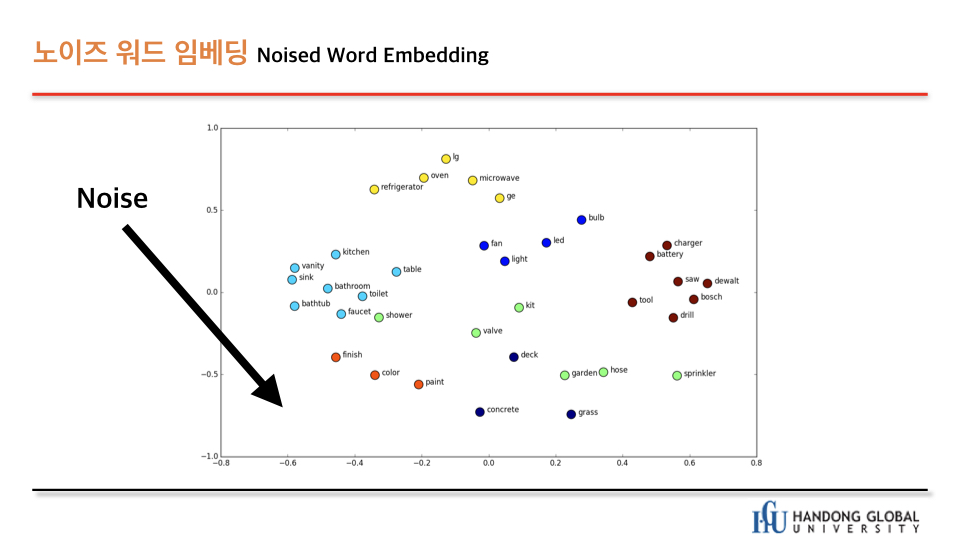 노이즈 워드 임베딩 Noised Word Embedding
Noise
1.0
0.5
0.0
−0.5
−1.0
−0.8
−0.6
−0.4
−0.2
0.0
0.2
0.4
0.6
0.8
lg
oven
microwave
refrigerator
ge
bulb
fan
led
light
charger
battery
saw
dewalt
tool
bosch
drill
kitchen
vanity
table
sink
bathroom
toilet
bathtub
faucet
shower
kit
valve
finish
deck
color
paint
garden
hose
sprinkler
concrete
grass
HGU
HANDONG GLOBAL
UNIVERSITY